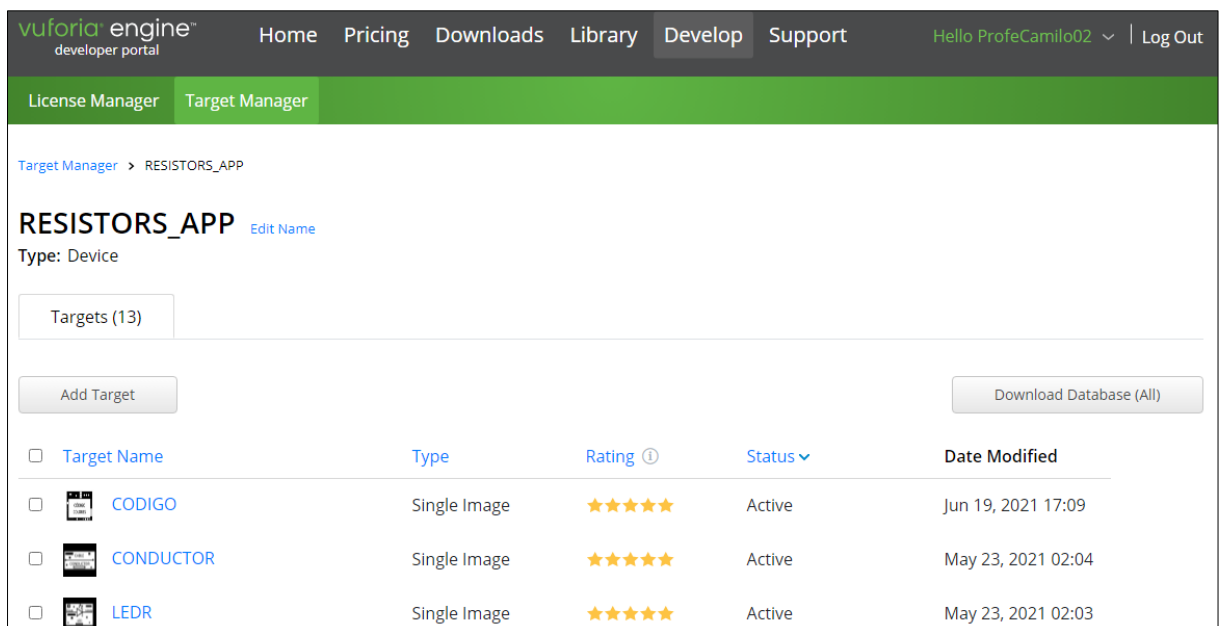 vuforia® engine™
developer portal
Home Pricing Downloads Library Develop Support Hello ProfeCamilo02 | Log Out
License Manager Target Manager
Target Manager > RESISTORS_APP
RESISTORS_APP Edit Name
Type: Device
Targets (13)
Add Target Download Database (All)
Target Name Type Rating Status Date Modified
CODIGO Single Image Active Jun 19, 2021 17:09
CONDUCTOR Single Image Active May 23, 2021 02:04
LEDR Single Image Active May 23, 2021 02:03